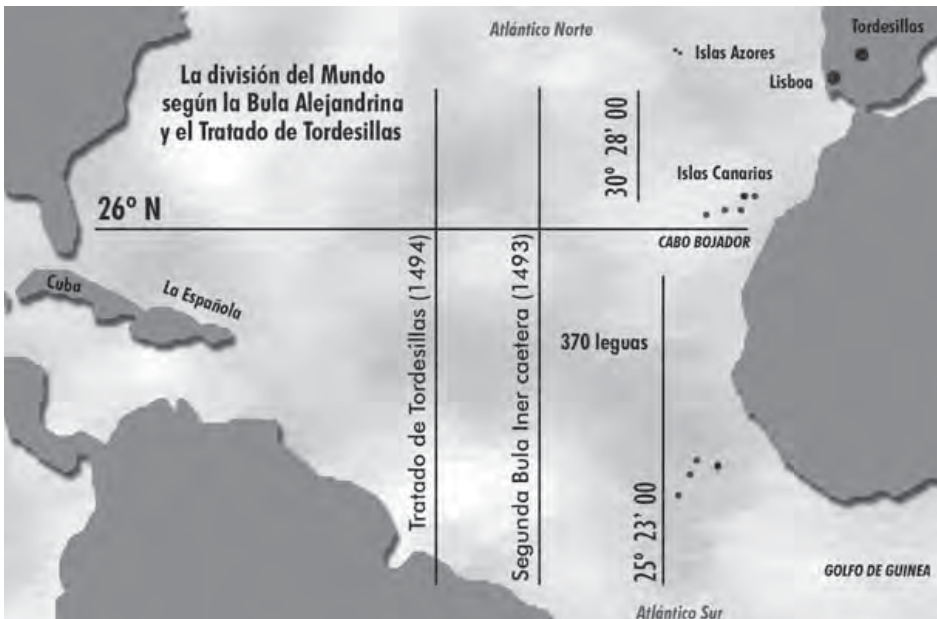 Atlántico Norte
Islas Azores
Tordesillas
Lisboa
La división del Mundo
según la Bula Alejandrina
y el Tratado de Tordesillas
30° 28' 00
Islas Canarias
26° N
CABO BOJADOR
Cuba
La Española
Tratado de Tordesillas (1494)
Segunda Bula Iner caetera (1493)
370 leguas
25° 23' 00
GOLFO DE GUINEA
Atlántico Sur